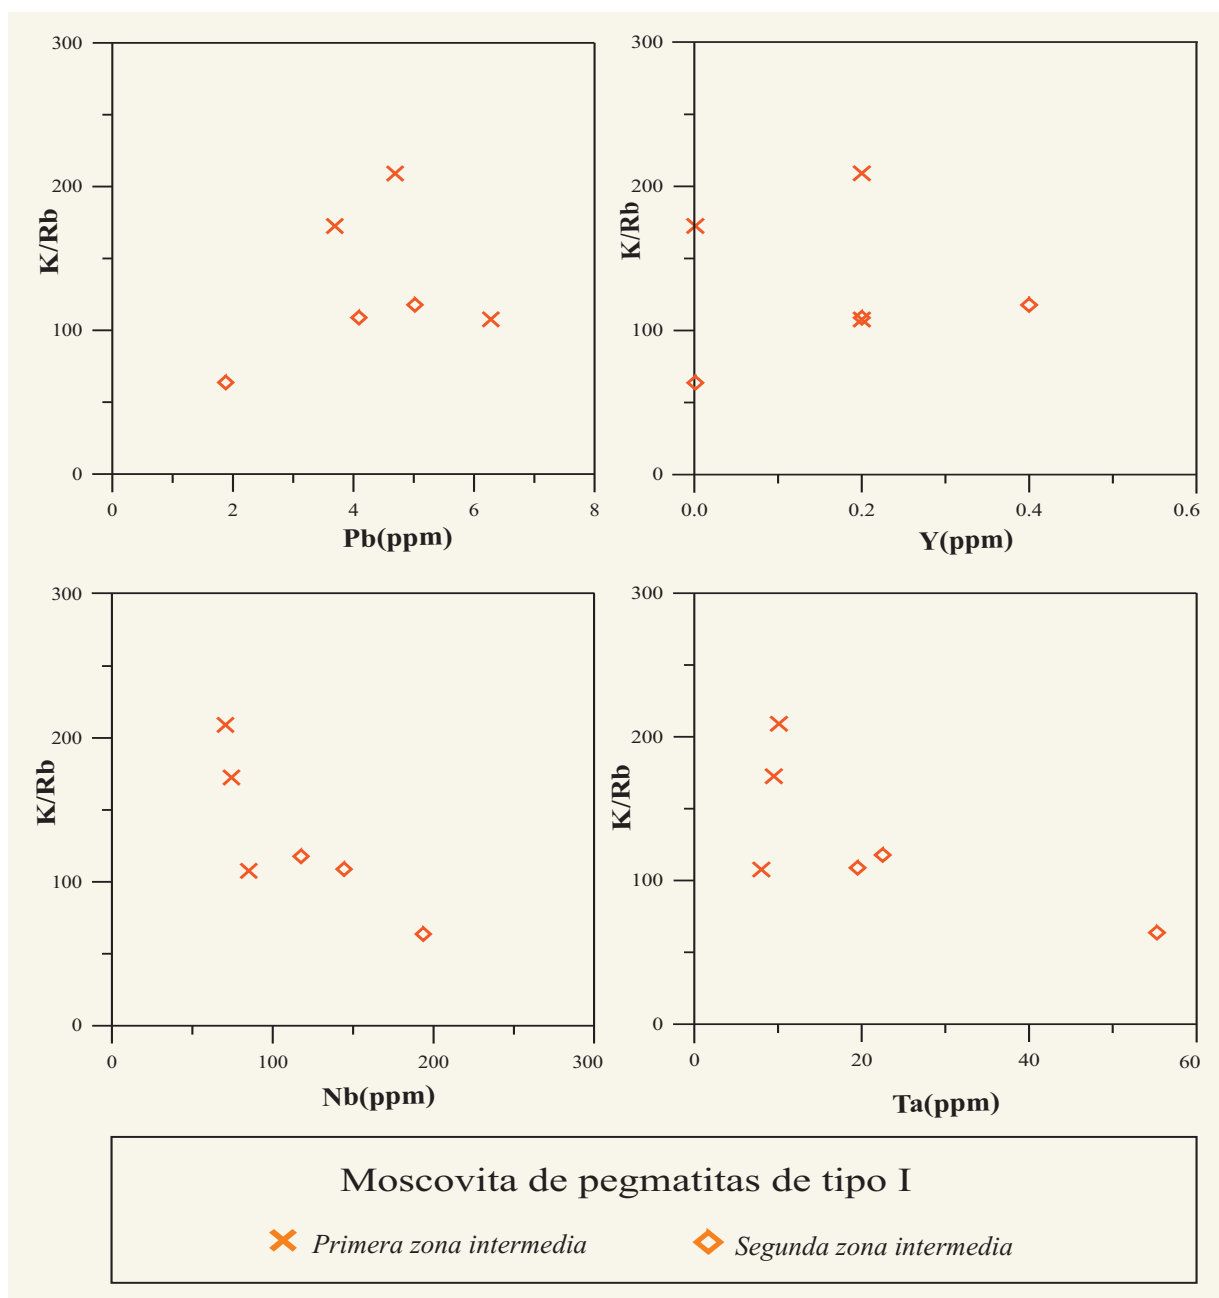 300
200
100
0
K/Rb
0 2 4 6 8
Pb(ppm)
300
200
100
0
K/Rb
0.0 0.2 0.4 0.6
Y(ppm)
300
200
100
0
K/Rb
0 100 200 300
Nb(ppm)
300
200
100
0
K/Rb
0 20 40 60
Ta(ppm)
Moscovita de pegmatitas de tipo I
Primera zona intermedia
Segunda zona intermedia